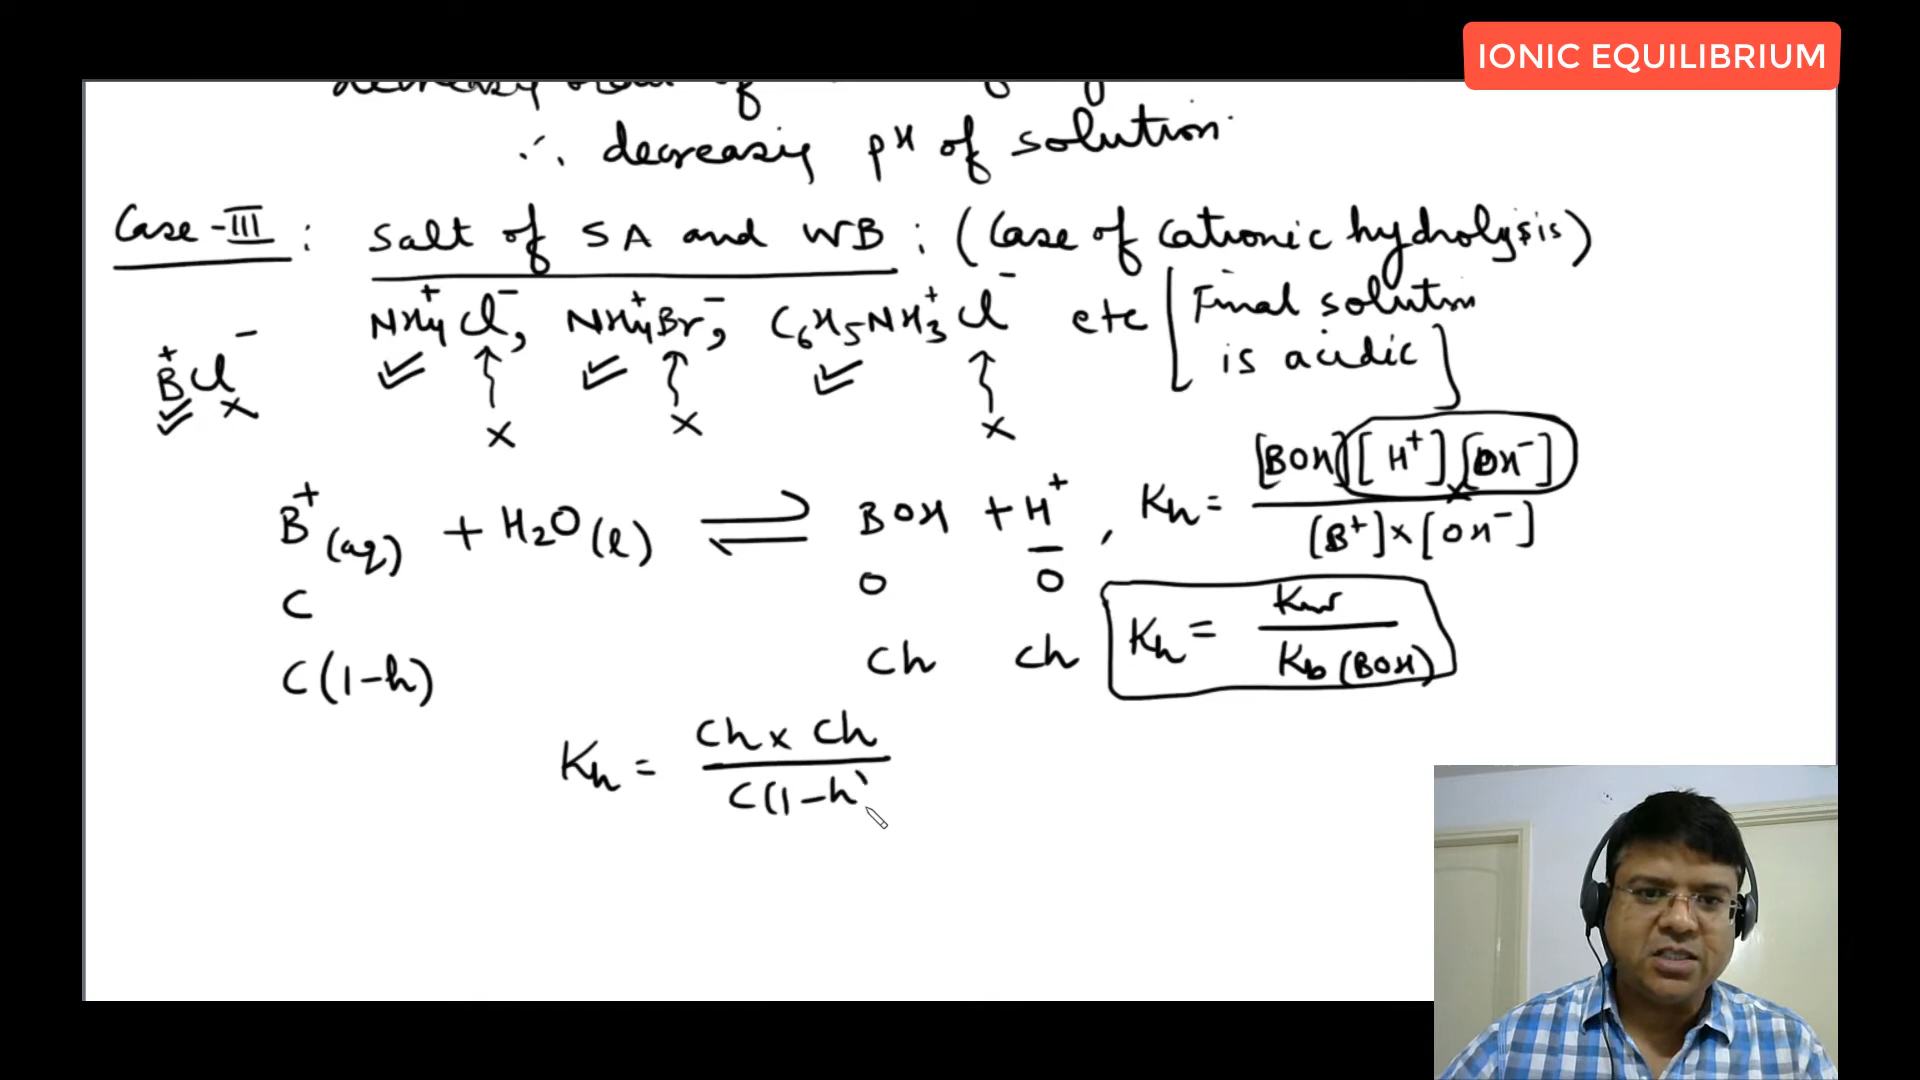 IONIC EQUILIBRIUM
∴ decreasing pH of solution
Case-III : Salt of SA and WB : (Case of cationic hydrolysis)
NH₄⁺Cl⁻, NH₄⁺Br⁻, C₆H₅NH₃⁺Cl⁻ etc [Final solution
is acidic]
B⁺Cl⁻
x x x x
B⁺(aq) + H₂O(l) ⇌ BOH + H⁺, Kh = [BOH][H⁺]x[OH⁻] / [B⁺]x[OH⁻]
C 0 0
C(1-h) Ch Ch Kh = Kw / Kb(BOH)
Kh = Ch x Ch / C(1-h)